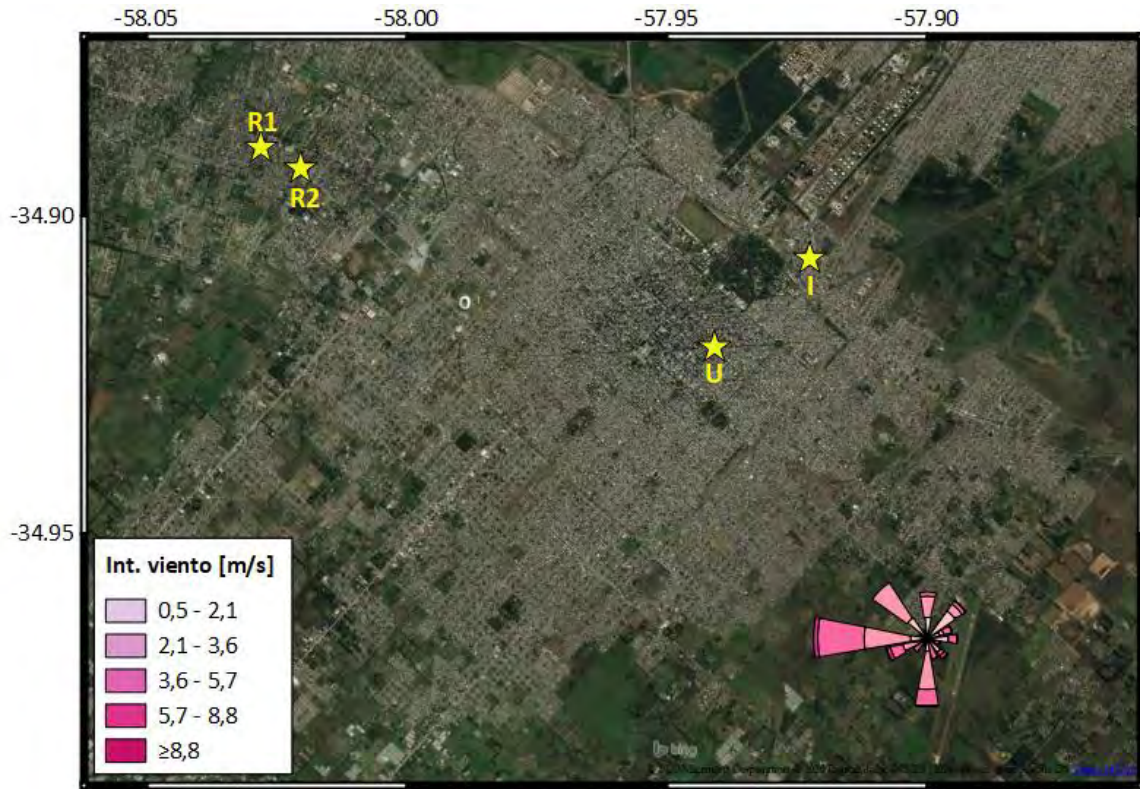 -58.05 -58.00 -57.95 -57.90
R1
R2
-34.90
I
U
-34.95
Int. viento [m/s]
0,5 - 2,1
2,1 - 3,6
3,6 - 5,7
5,7 - 8,8
≥8,8
bing